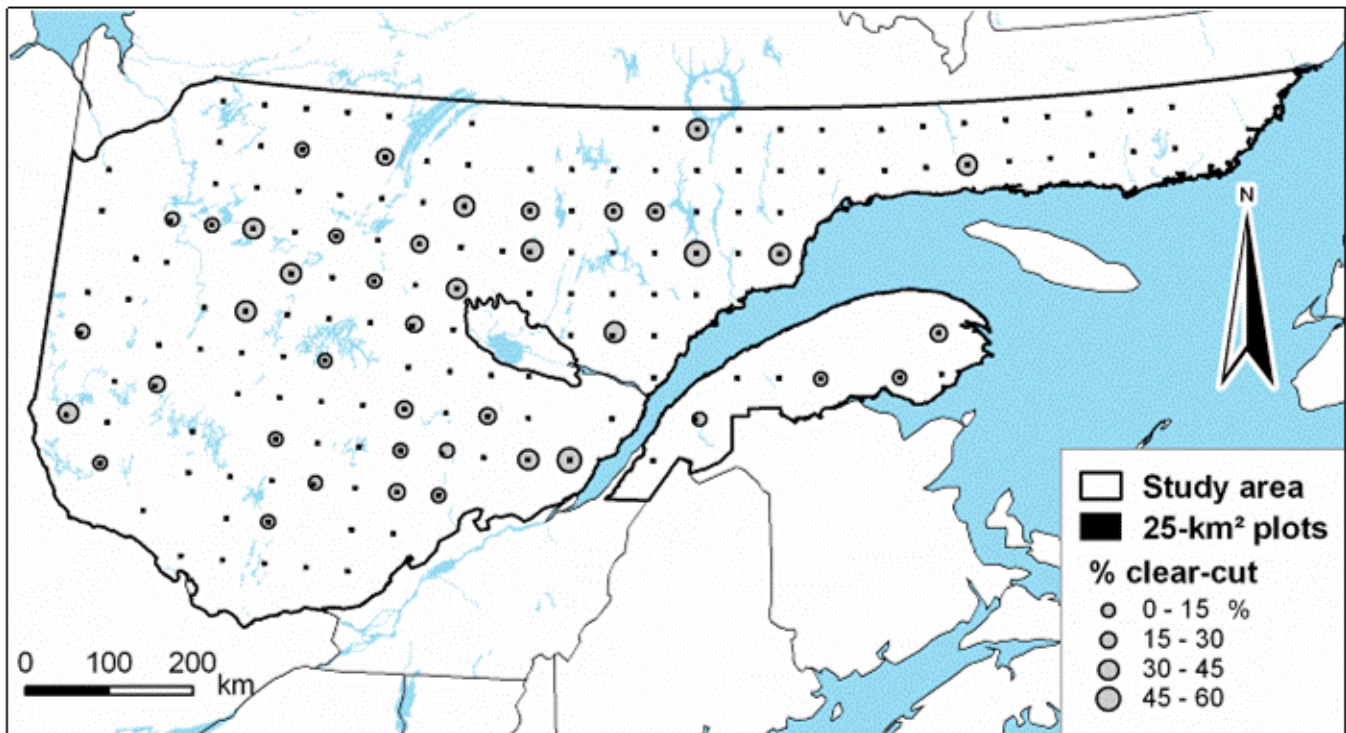 N
Study area
25-km² plots
% clear-cut
0 - 15 %
15 - 30
30 - 45
45 - 60
0 100 200
km